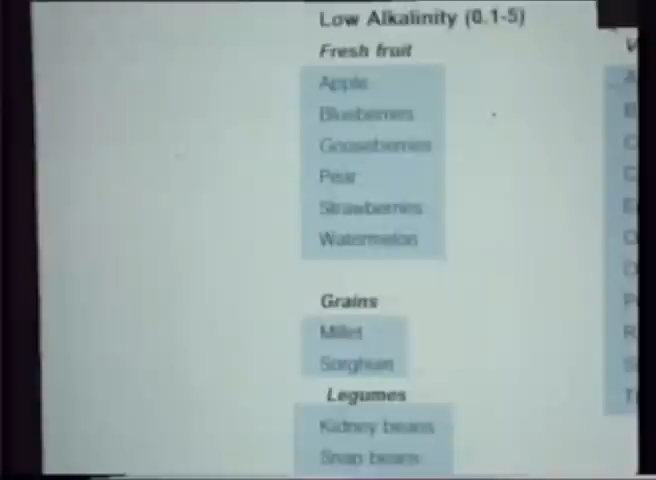 Low Alkalinity (0.1-5)
Fresh fruit
Apple
Blueberries
Gooseberries
Pear
Strawberries
Watermelon
Grains
Millet
Sorghum
Legumes
Kidney beans
Snap beans